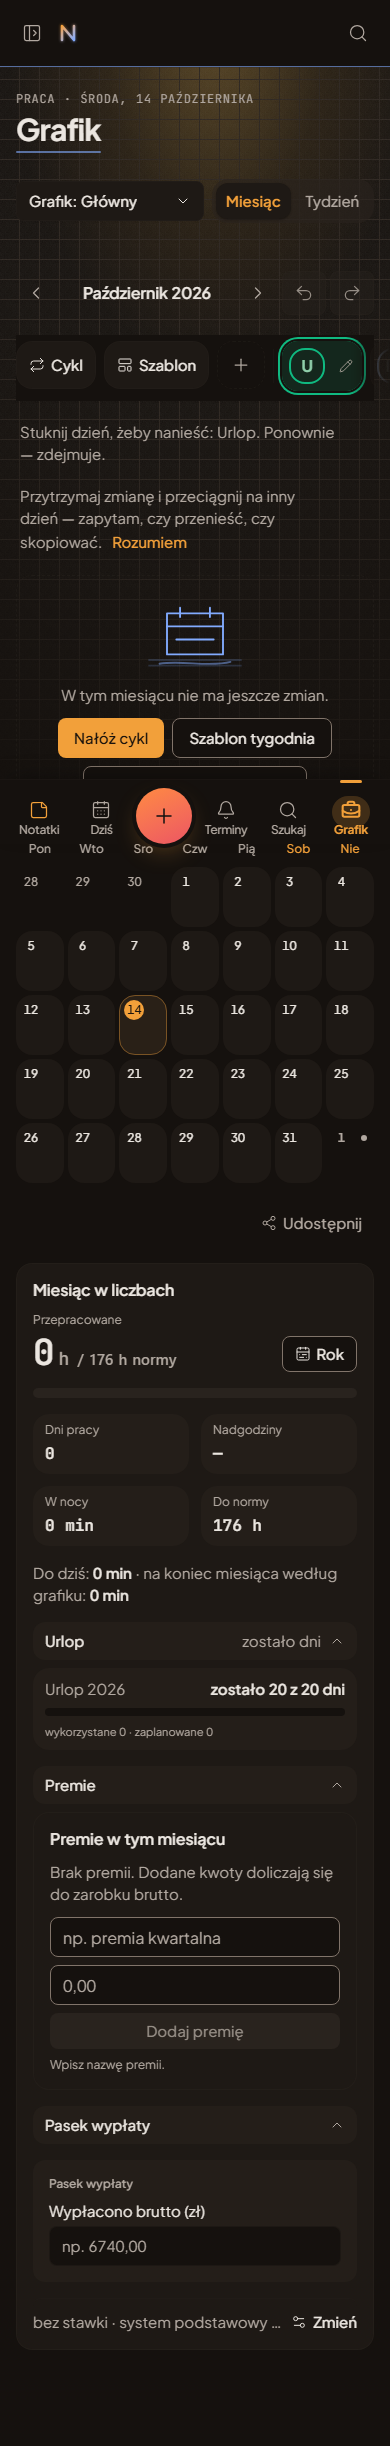 N
PRACA · ŚRODA, 14 PAŹDZIERNIKA
Grafik
Grafik: Główny
Miesiąc Tydzień
Październik 2026
Cykl Szablon U
Stuknij dzień, żeby nanieść: Urlop. Ponownie
— zdejmuje.
Przytrzymaj zmianę i przeciągnij na inny
dzień — zapytam, czy przenieść, czy
skopiować. Rozumiem
W tym miesiącu nie ma jeszcze zmian.
Nałóż cykl Szablon tygodnia
Notatki Dziś Terminy Szukaj Grafik
Pon Wto Śro Czw Pią Sob Nie
28 29 30 1 2 3 4
5 6 7 8 9 10 11
12 13 14 15 16 17 18
19 20 21 22 23 24 25
26 27 28 29 30 31 1
Udostępnij
Miesiąc w liczbach
Przepracowane
0 h / 176 h normy
Rok
Dni pracy Nadgodziny
0 —
W nocy Do normy
0 min 176 h
Do dziś: 0 min · na koniec miesiąca według
grafiku: 0 min
Urlop zostało dni
Urlop 2026 zostało 20 z 20 dni
wykorzystane 0 · zaplanowane 0
Premie
Premie w tym miesiącu
Brak premii. Dodane kwoty doliczają się
do zarobku brutto.
np. premia kwartalna
0,00
Dodaj premię
Wpisz nazwę premii.
Pasek wypłaty
Pasek wypłaty
Wypłacono brutto (zł)
np. 6740,00
bez stawki · system podstawowy … Zmień